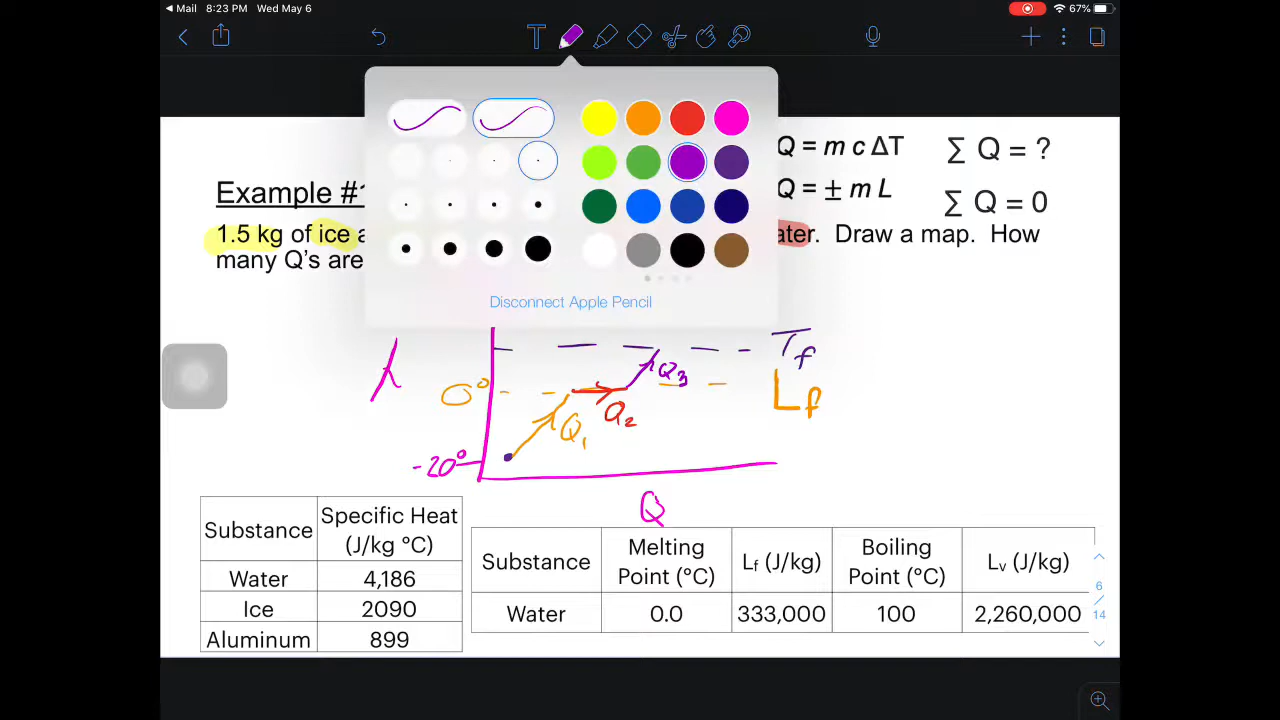 Mail 8:23 PM Wed May 6 67%
T
Q = m c ΔT
∑ Q = ?
Q = ± m L
∑ Q = 0
Example #
1.5 kg of ice
ater. Draw a map. How
many Q's are
Disconnect Apple Pencil
Tf
0°
Q3
Lf
Q2
Q1
-20°
Q
Substance Specific Heat (J/kg °C)
Water 4,186
Ice 2090
Aluminum 899
Substance Melting Point (°C) Lf (J/kg) Boiling Point (°C) Lv (J/kg)
Water 0.0 333,000 100 2,260,000
6
/
14